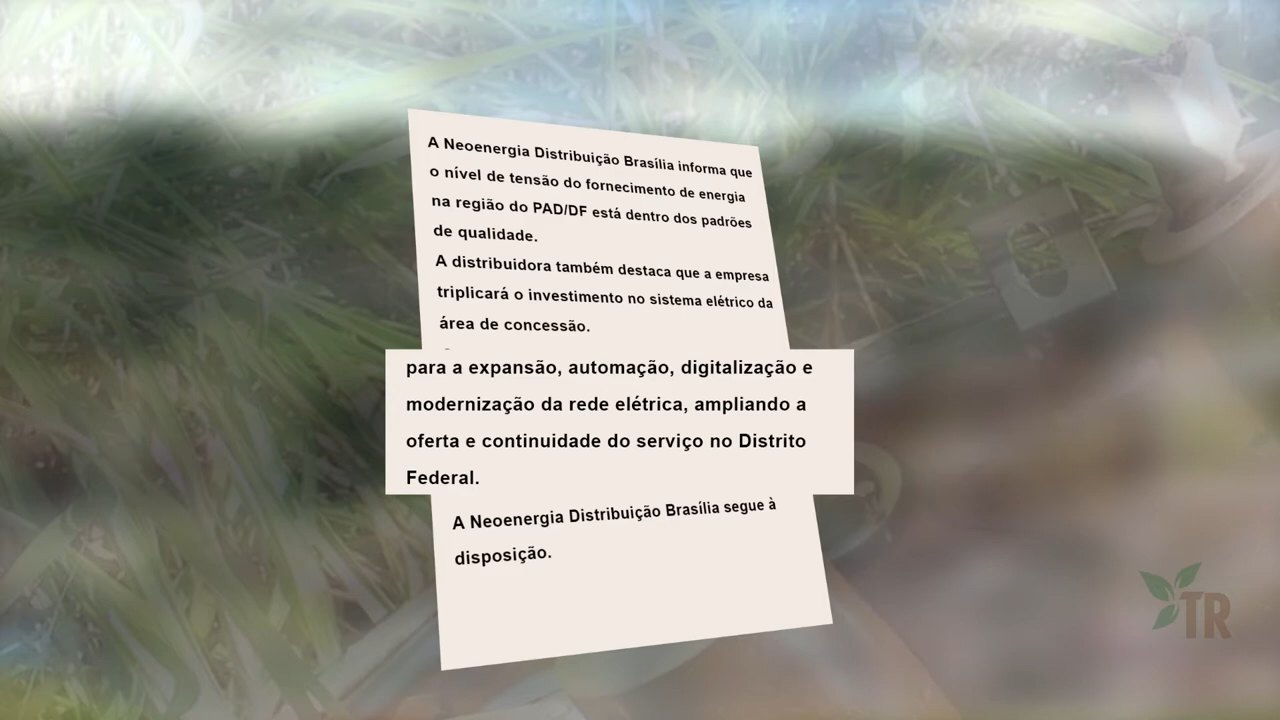 A Neoenergia Distribuição Brasília informa que
o nível de tensão do fornecimento de energia
na região do PAD/DF está dentro dos padrões
de qualidade.
A distribuidora também destaca que a empresa
triplicará o investimento no sistema elétrico da
área de concessão.
para a expansão, automação, digitalização e
modernização da rede elétrica, ampliando a
oferta e continuidade do serviço no Distrito
Federal.
A Neoenergia Distribuição Brasília segue à
disposição.
TR